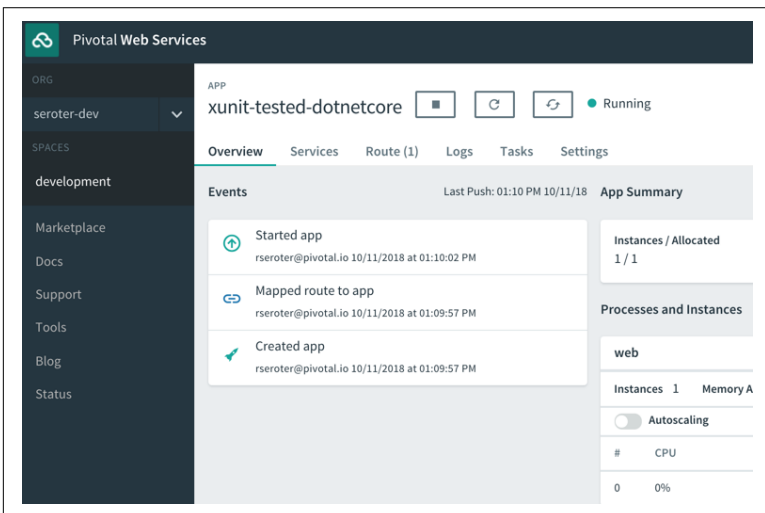 Pivotal Web Services
ORG
seroter-dev
SPACES
development
Marketplace
Docs
Support
Tools
Blog
Status
APP
xunit-tested-dotnetcore
Running
Overview Services Route (1) Logs Tasks Settings
Events Last Push: 01:10 PM 10/11/18
Started app
rseroter@pivotal.io 10/11/2018 at 01:10:02 PM
Mapped route to app
rseroter@pivotal.io 10/11/2018 at 01:09:57 PM
Created app
rseroter@pivotal.io 10/11/2018 at 01:09:57 PM
App Summary
Instances / Allocated
1 / 1
Processes and Instances
web
Instances 1 Memory A
Autoscaling
# CPU
0 0%